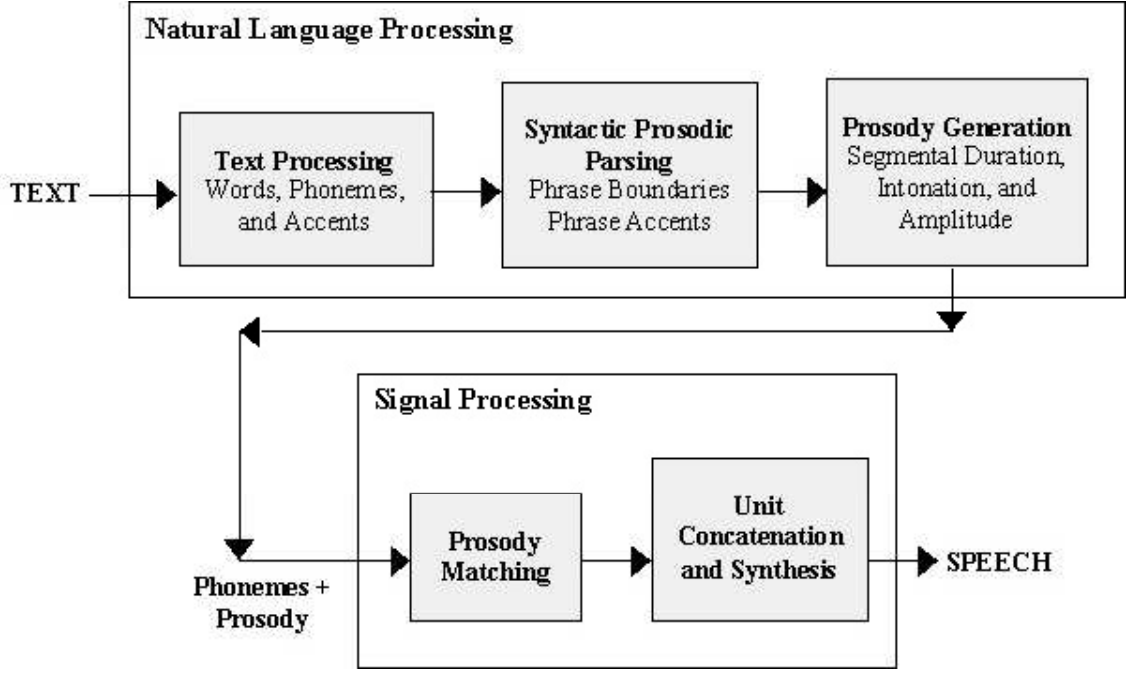 Natural Language Processing
TEXT
Text Processing
Words, Phonemes,
and Accents
Syntactic Prosodic
Parsing
Phrase Boundaries
Phrase Accents
Prosody Generation
Segmental Duration,
Intonation, and
Amplitude
Signal Processing
Phonemes +
Prosody
Prosody
Matching
Unit
Concatenation
and Synthesis
SPEECH